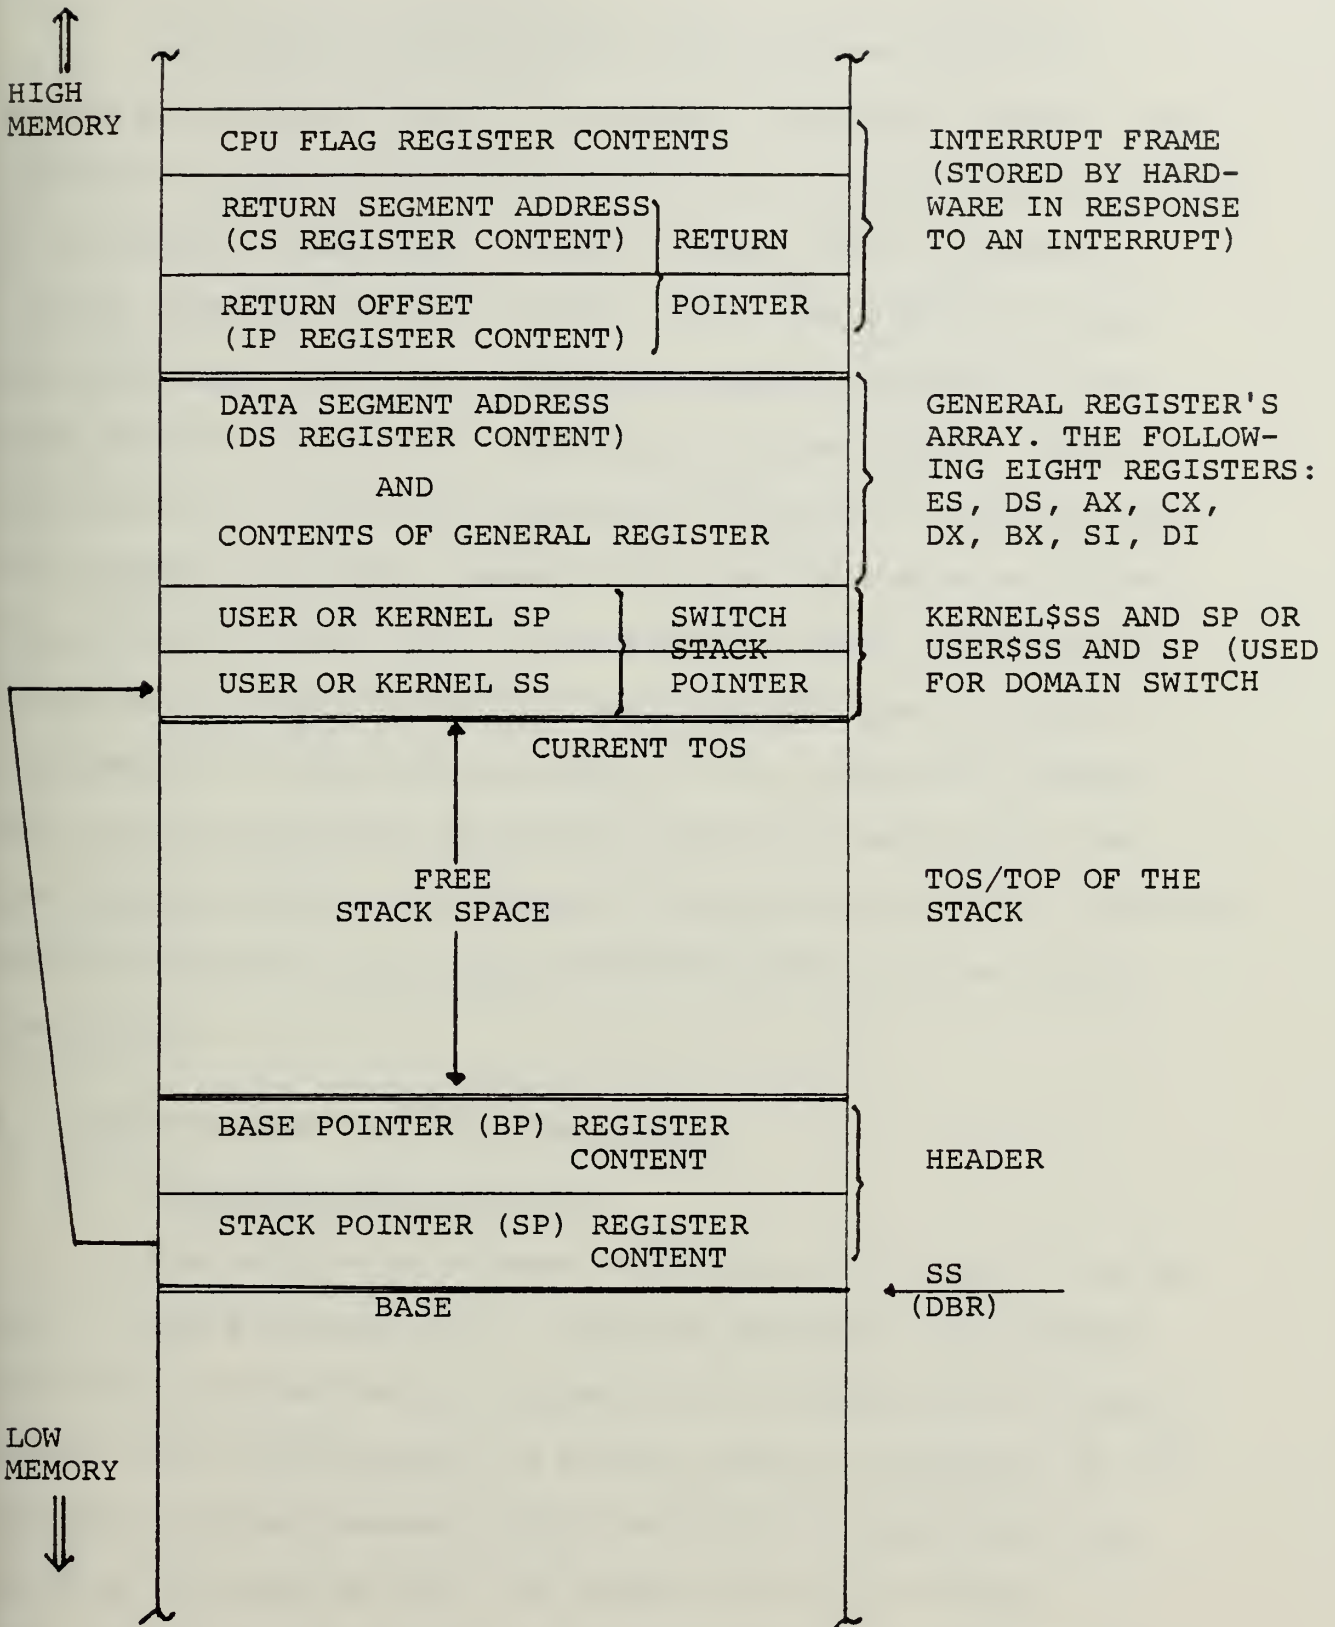 HIGH
MEMORY
CPU FLAG REGISTER CONTENTS
RETURN SEGMENT ADDRESS
(CS REGISTER CONTENT)
RETURN
RETURN OFFSET
(IP REGISTER CONTENT)
POINTER
INTERRUPT FRAME
(STORED BY HARD-
WARE IN RESPONSE
TO AN INTERRUPT)
DATA SEGMENT ADDRESS
(DS REGISTER CONTENT)
AND
CONTENTS OF GENERAL REGISTER
GENERAL REGISTER'S
ARRAY. THE FOLLOW-
ING EIGHT REGISTERS:
ES, DS, AX, CX,
DX, BX, SI, DI
USER OR KERNEL SP
USER OR KERNEL SS
SWITCH
STACK
POINTER
KERNEL$SS AND SP OR
USER$SS AND SP (USED
FOR DOMAIN SWITCH
CURRENT TOS
FREE
STACK SPACE
TOS/TOP OF THE
STACK
BASE POINTER (BP) REGISTER
CONTENT
HEADER
STACK POINTER (SP) REGISTER
CONTENT
SS
(DBR)
BASE
LOW
MEMORY